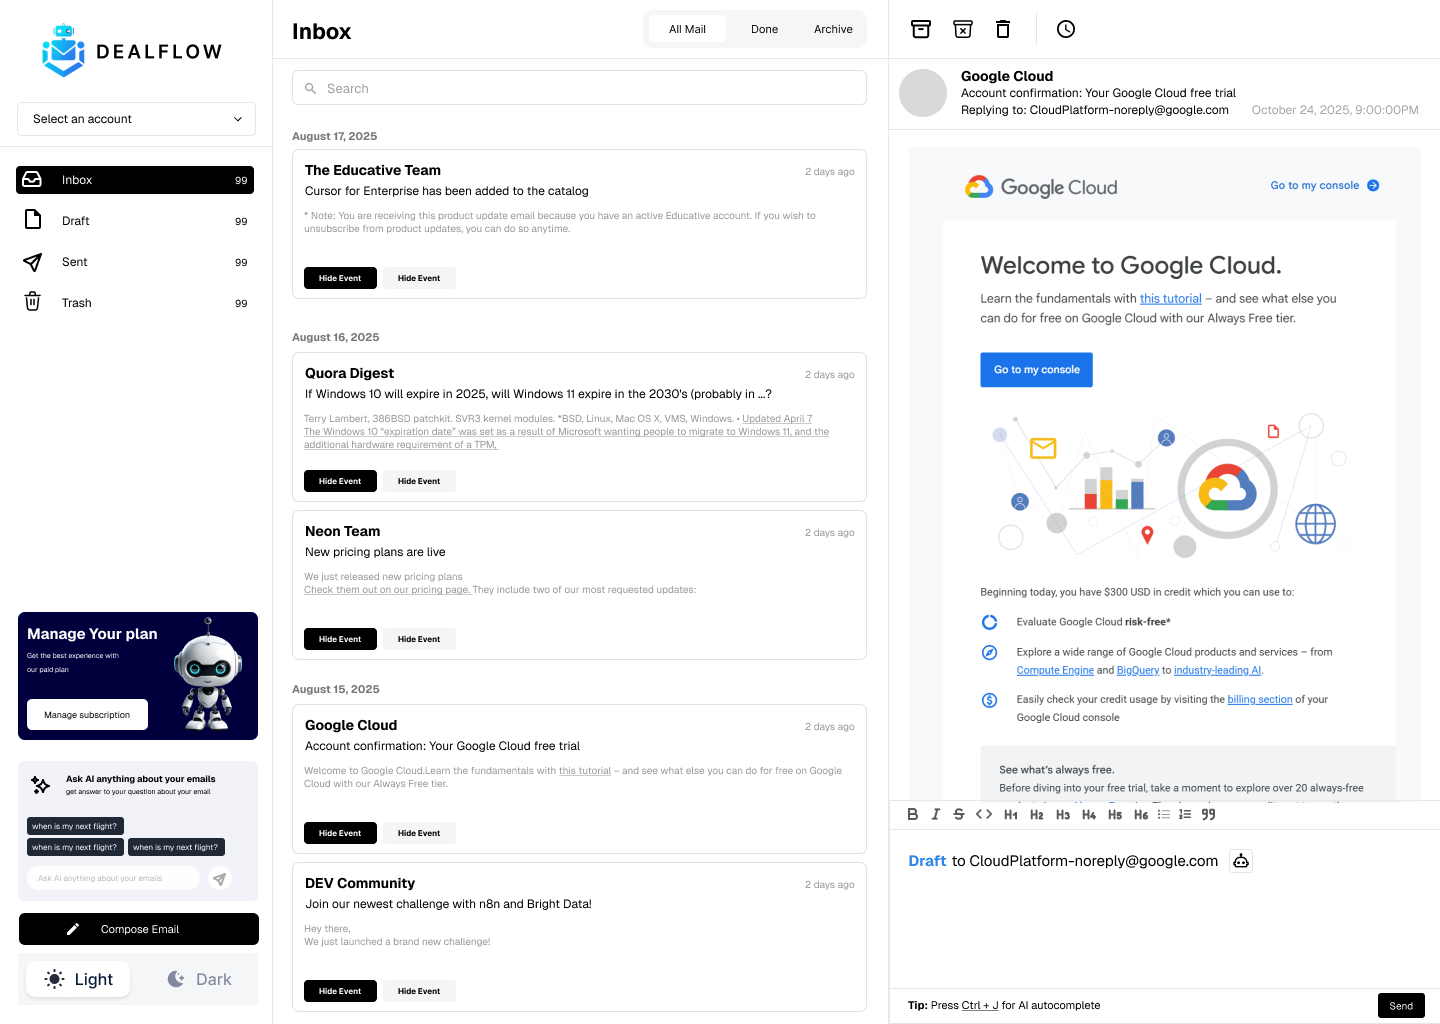 DEALFLOW
Select an account
Inbox 99
Draft 99
Sent 99
Trash 99
Manage Your plan
Get the best experience with
our paid plan
Manage subscription
Ask AI anything about your emails
get answer to your question about your email
when is my next flight?
when is my next flight? when is my next flight?
Ask AI anything about your emails
Compose Email
Light Dark
Inbox
All Mail Done Archive
Search
August 17, 2025
The Educative Team 2 days ago
Cursor for Enterprise has been added to the catalog
* Note: You are receiving this product update email because you have an active Educative account. If you wish to
unsubscribe from product updates, you can do so anytime.
Hide Event Hide Event
August 16, 2025
Quora Digest 2 days ago
If Windows 10 will expire in 2025, will Windows 11 expire in the 2030's (probably in ...?
Terry Lambert, 386BSD patchkit. SVR3 kernel modules. *BSD, Linux, Mac OS X, VMS, Windows. • Updated April 7
The Windows 10 “expiration date” was set as a result of Microsoft wanting people to migrate to Windows 11, and the
additional hardware requirement of a TPM,
Hide Event Hide Event
Neon Team 2 days ago
New pricing plans are live
We just released new pricing plans
Check them out on our pricing page. They include two of our most requested updates:
Hide Event Hide Event
August 15, 2025
Google Cloud 2 days ago
Account confirmation: Your Google Cloud free trial
Welcome to Google Cloud.Learn the fundamentals with this tutorial – and see what else you can do for free on Google
Cloud with our Always Free tier.
Hide Event Hide Event
DEV Community 2 days ago
Join our newest challenge with n8n and Bright Data!
Hey there,
We just launched a brand new challenge!
Hide Event Hide Event
Google Cloud
Account confirmation: Your Google Cloud free trial
Replying to: CloudPlatform-noreply@google.com October 24, 2025, 9:00:00PM
Google Cloud Go to my console
Welcome to Google Cloud.
Learn the fundamentals with this tutorial – and see what else you
can do for free on Google Cloud with our Always Free tier.
Go to my console
Beginning today, you have $300 USD in credit which you can use to:
Evaluate Google Cloud risk-free*
Explore a wide range of Google Cloud products and services – from
Compute Engine and BigQuery to industry-leading AI.
Easily check your credit usage by visiting the billing section of your
Google Cloud console
See what’s always free.
Before diving into your free trial, take a moment to explore over 20 always-free
B I S <> H1 H2 H3 H4 H5 H6
Draft to CloudPlatform-noreply@google.com
Tip: Press Ctrl + J for AI autocomplete
Send